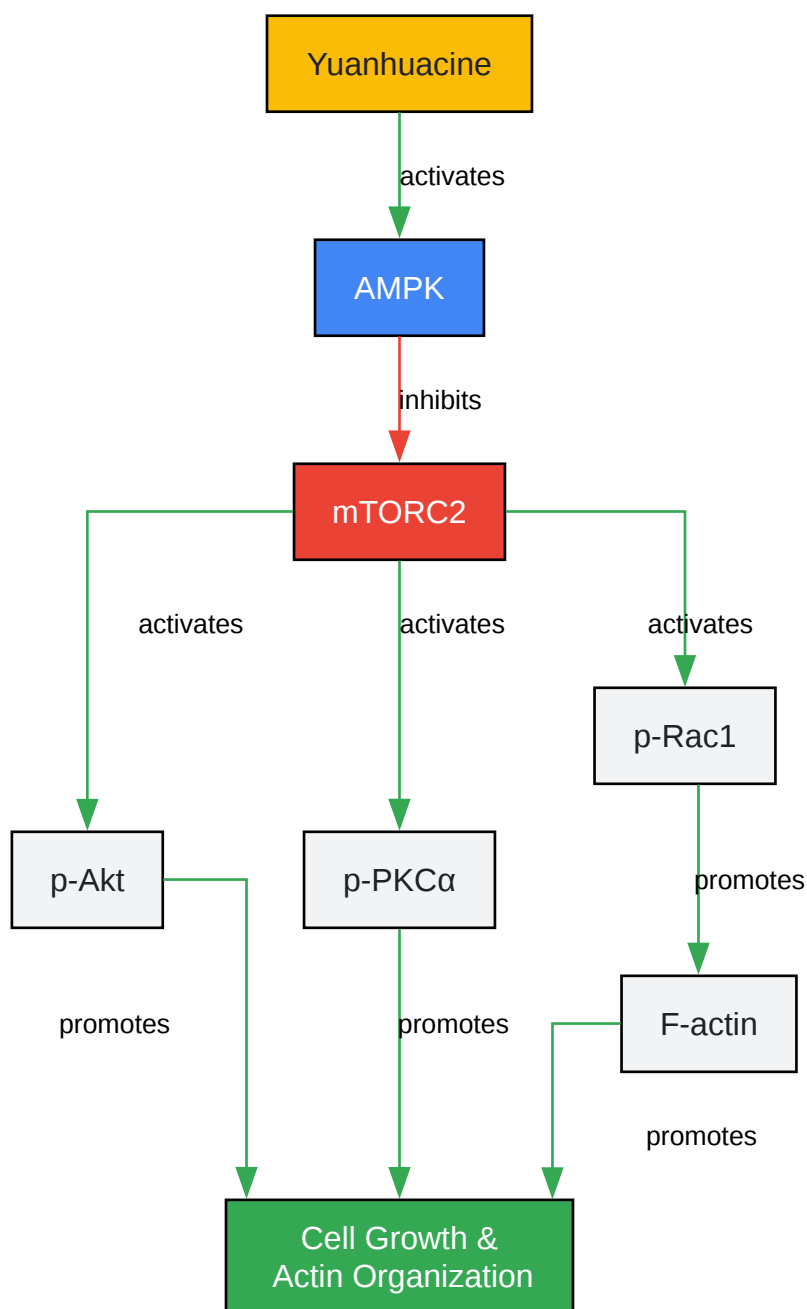 Yuanhuacine
activates
AMPK
inhibits
mTORC2
activates
activates
activates
p-Rac1
p-Akt
p-PKCα
promotes
promotes
promotes
F-actin
promotes
Cell Growth &
Actin Organization